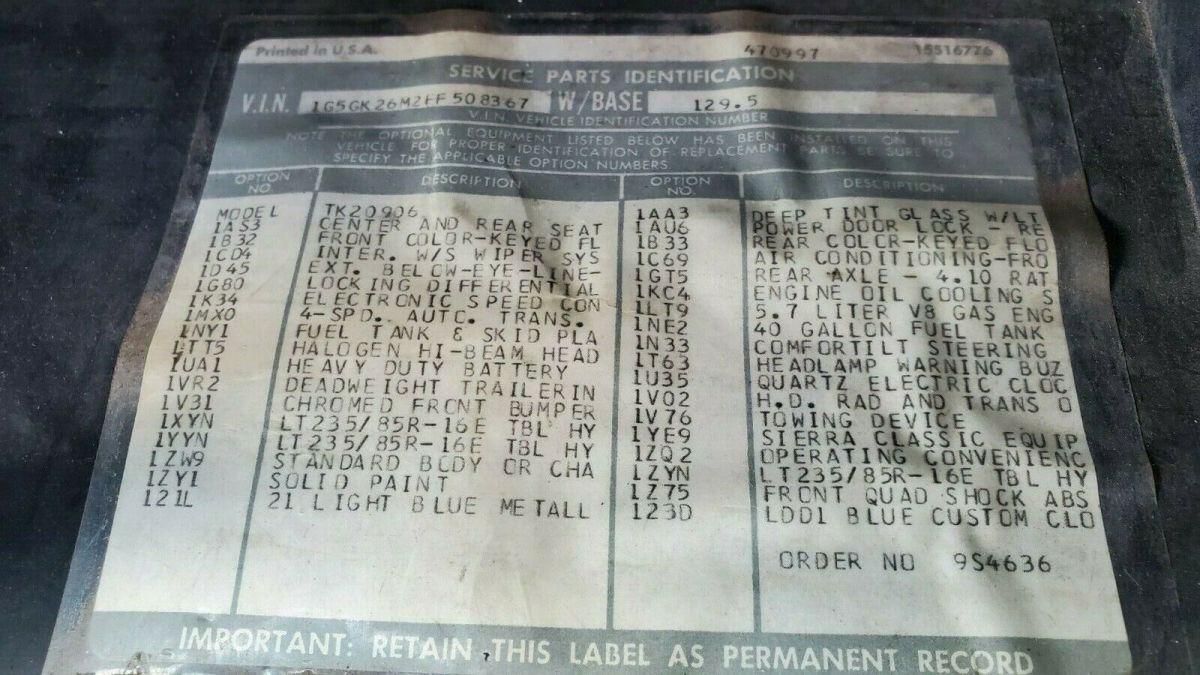 Printed in U.S.A. 470997 15516776
SERVICE PARTS IDENTIFICATION
V.I.N. 1G5GK26M2FF508367 W/BASE 129.5
V.I.N. VEHICLE IDENTIFICATION NUMBER
NOTE THE OPTIONAL EQUIPMENT LISTED BELOW HAS BEEN INSTALLED ON THIS
VEHICLE FOR PROPER IDENTIFICATION OF REPLACEMENT PARTS BE SURE TO
SPECIFY THE APPLICABLE OPTION NUMBERS
OPTION NO. DESCRIPTION OPTION NO. DESCRIPTION
MODEL TK20906
1AS3 CENTER AND REAR SEAT
1B32 FRONT COLOR-KEYED FL
1CD4 INTER. W/S WIPER SYS
1D45 EXT. BELOW-EYE-LINE-
1G80 LOCKING DIFFERENTIAL
1K34 ELECTRONIC SPEED CON
1MX0 4-SPD. AUTO. TRANS.
1NY1 FUEL TANK & SKID PLA
1TT5 HALOGEN HI-BEAM HEAD
1UA1 HEAVY DUTY BATTERY
1VR2 DEADWEIGHT TRAILERIN
1V31 CHROMED FRONT BUMPER
1XYN LT235/85R-16E TBL HY
1YYN LT235/85R-16E TBL HY
1ZW9 STANDARD BODY OR CHA
1ZY1 SOLID PAINT
121L 21 LIGHT BLUE METALL
1AA3 DEEP TINT GLASS W/LT
1AU6 POWER DOOR LOCK - RE
1B33 REAR COLOR-KEYED FLO
1C69 AIR CONDITIONING-FRO
1GT5 REAR AXLE - 4.10 RAT
1KC4 ENGINE OIL COOLING S
1LT9 5.7 LITER V8 GAS ENG
1NE2 40 GALLON FUEL TANK
1N33 COMFORTILT STEERING
1T63 HEADLAMP WARNING BUZ
1U35 QUARTZ ELECTRIC CLOC
1V02 H.D. RAD AND TRANS O
1V76 TOWING DEVICE
1YE9 SIERRA CLASSIC EQUIP
1ZQ2 OPERATING CONVENIENC
1ZYN LT235/85R-16E TBL HY
1Z75 FRONT QUAD SHOCK ABS
123D LDD1 BLUE CUSTOM CLO
ORDER NO 9S4636
IMPORTANT: RETAIN THIS LABEL AS PERMANENT RECORD